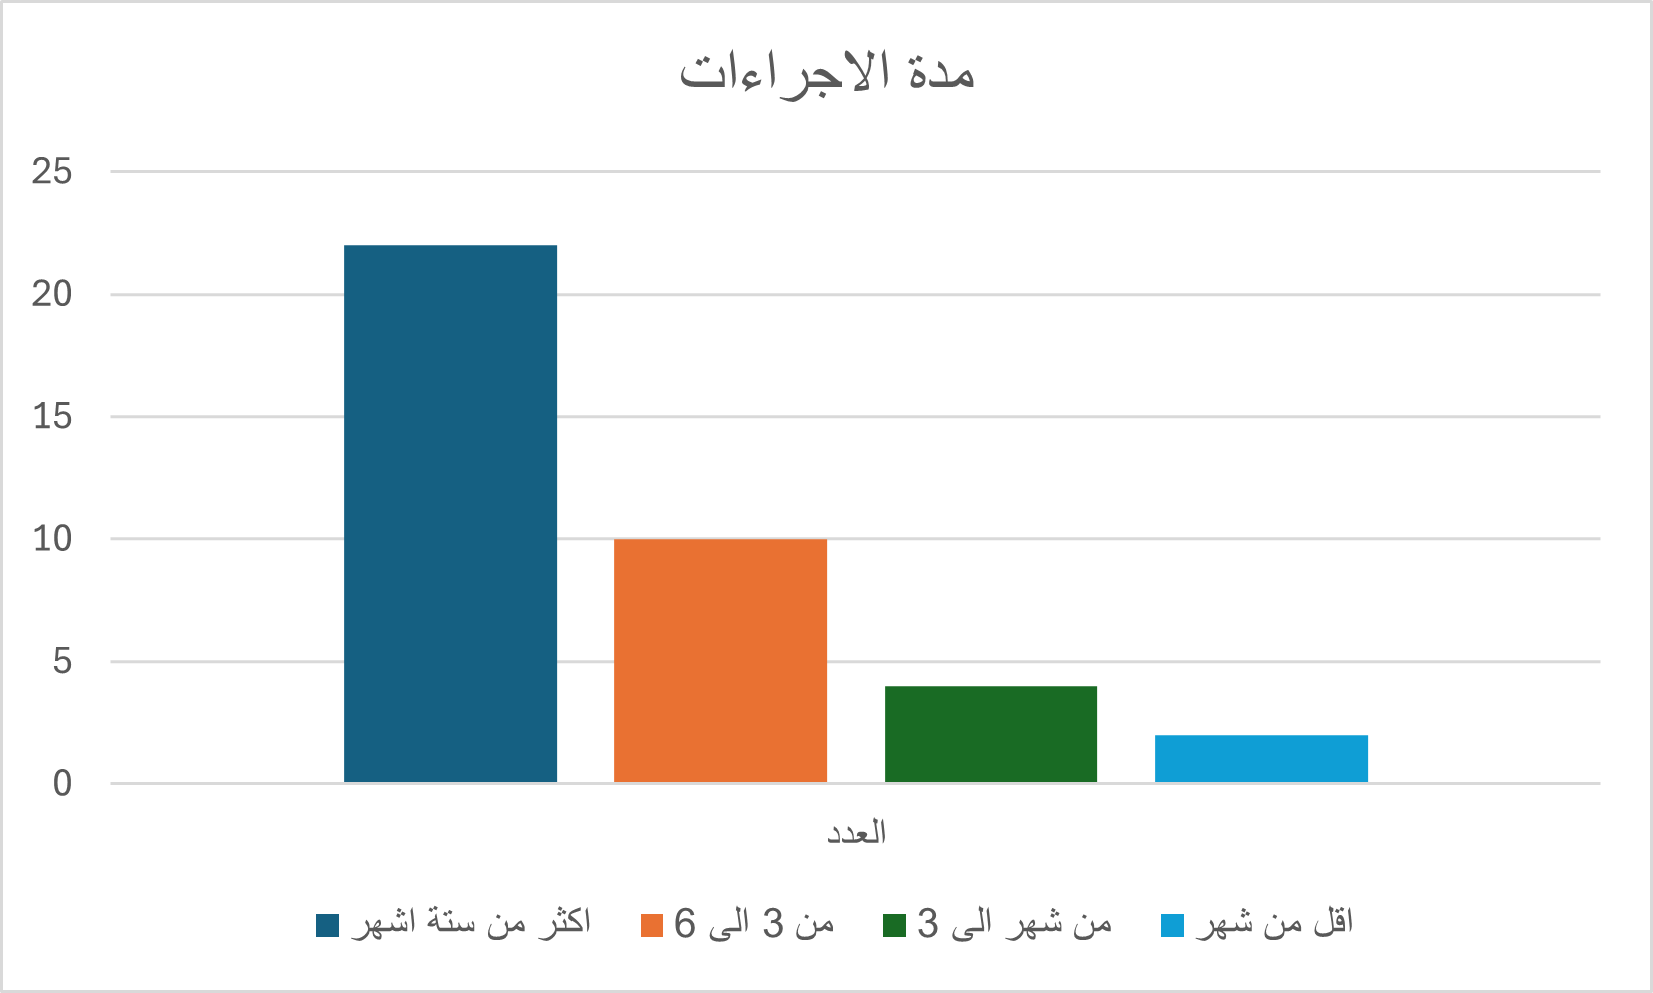 مدة الاجراءات
25
20
15
10
5
0
العدد
اكثر من ستة اشهر
من 3 الى 6
من شهر الى 3
اقل من شهر